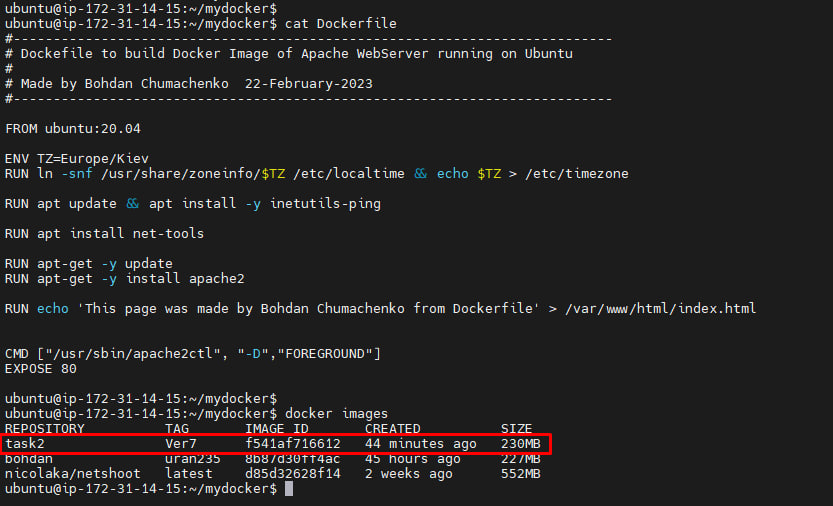 ubuntu@ip-172-31-14-15:~/mydocker$
ubuntu@ip-172-31-14-15:~/mydocker$ cat Dockerfile
#---------------------------------------------------------------------------
# Dockefile to build Docker Image of Apache WebServer running on Ubuntu
#
# Made by Bohdan Chumachenko  22-February-2023
#---------------------------------------------------------------------------
FROM ubuntu:20.04
ENV TZ=Europe/Kiev
RUN ln -snf /usr/share/zoneinfo/$TZ /etc/localtime && echo $TZ > /etc/timezone
RUN apt update && apt install -y inetutils-ping
RUN apt install net-tools
RUN apt-get -y update
RUN apt-get -y install apache2
RUN echo 'This page was made by Bohdan Chumachenko from Dockerfile' > /var/www/html/index.html
CMD ["/usr/sbin/apache2ctl", "-D","FOREGROUND"]
EXPOSE 80
ubuntu@ip-172-31-14-15:~/mydocker$
ubuntu@ip-172-31-14-15:~/mydocker$ docker images
REPOSITORY          TAG       IMAGE ID       CREATED          SIZE
task2               Ver7      f541af716612   44 minutes ago   230MB
bohdan              uran235   8b87d30ff4ac   45 hours ago     227MB
nicolaka/netshoot   latest    d85d32628f14   2 weeks ago      552MB
ubuntu@ip-172-31-14-15:~/mydocker$